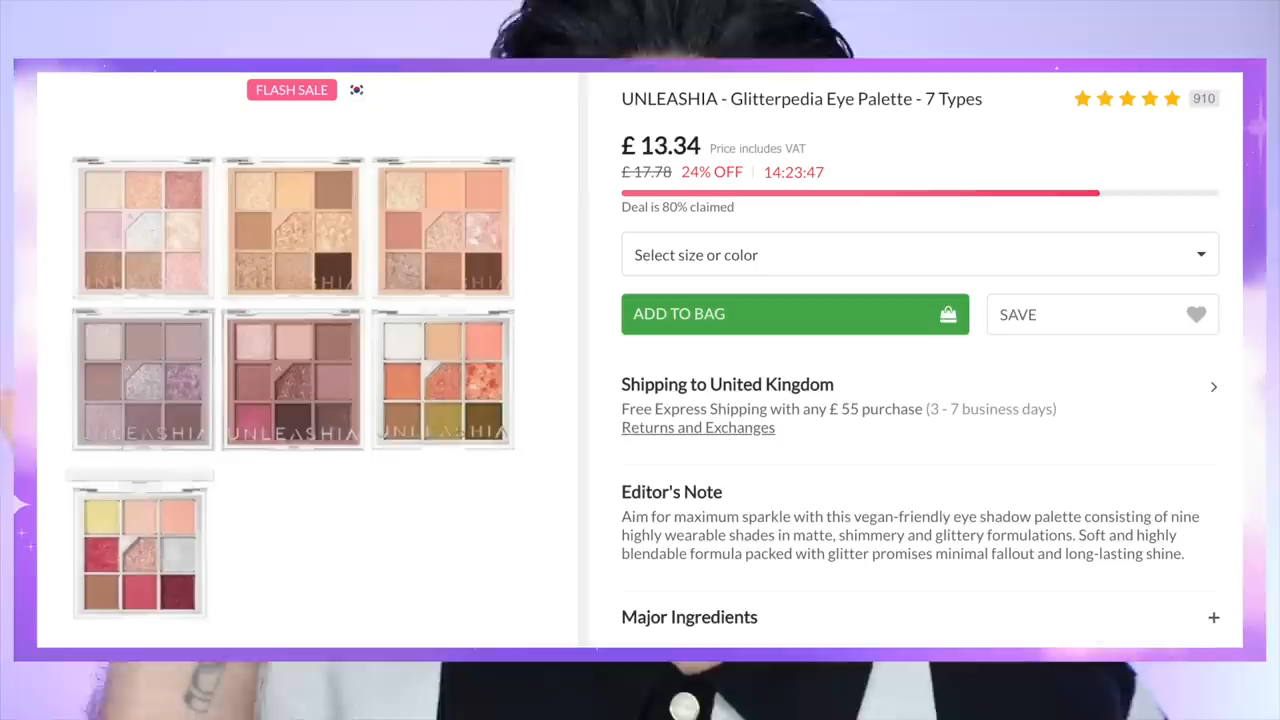 FLASH SALE
UNLEASHIA - Glitterpedia Eye Palette - 7 Types
910
£ 13.34 Price includes VAT
£ 17.78 24% OFF 14:23:47
Deal is 80% claimed
Select size or color
ADD TO BAG
SAVE
Shipping to United Kingdom
Free Express Shipping with any £ 55 purchase (3 - 7 business days)
Returns and Exchanges
Editor's Note
Aim for maximum sparkle with this vegan-friendly eye shadow palette consisting of nine
highly wearable shades in matte, shimmery and glittery formulations. Soft and highly
blendable formula packed with glitter promises minimal fallout and long-lasting shine.
Major Ingredients +
UNLEASHIA
UNLEASHIA
UNLEASHIA
UNLEASHIA
UNLEASHIA
UNLEASHIA